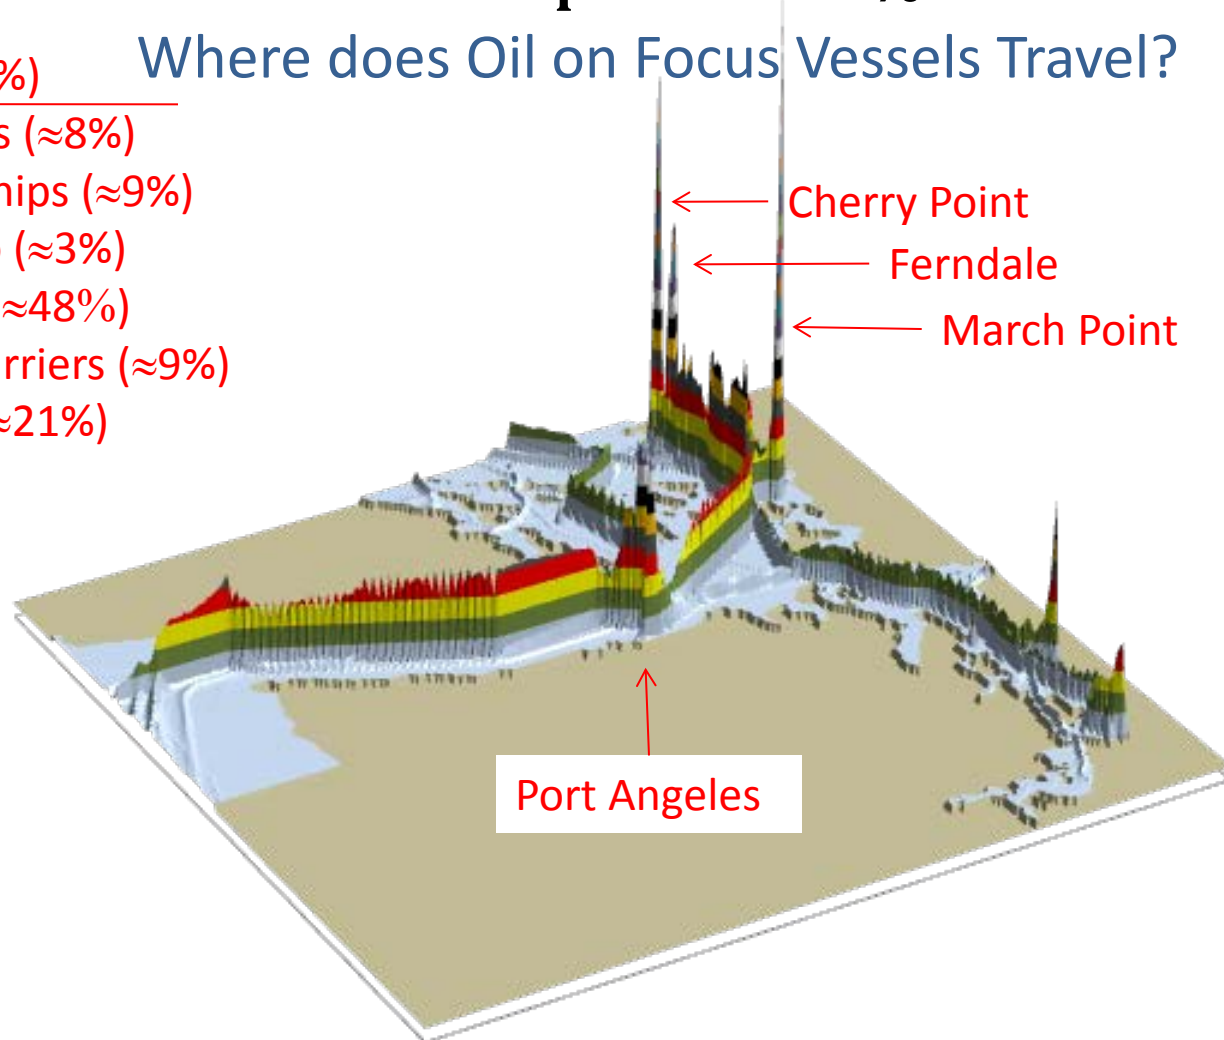 Where does Oil on Focus Vessels Travel?
%)
s (≈8%)
hips (≈9%)
(≈3%)
≈48%)
rriers (≈9%)
≈21%)
Cherry Point
Ferndale
March Point
Port Angeles